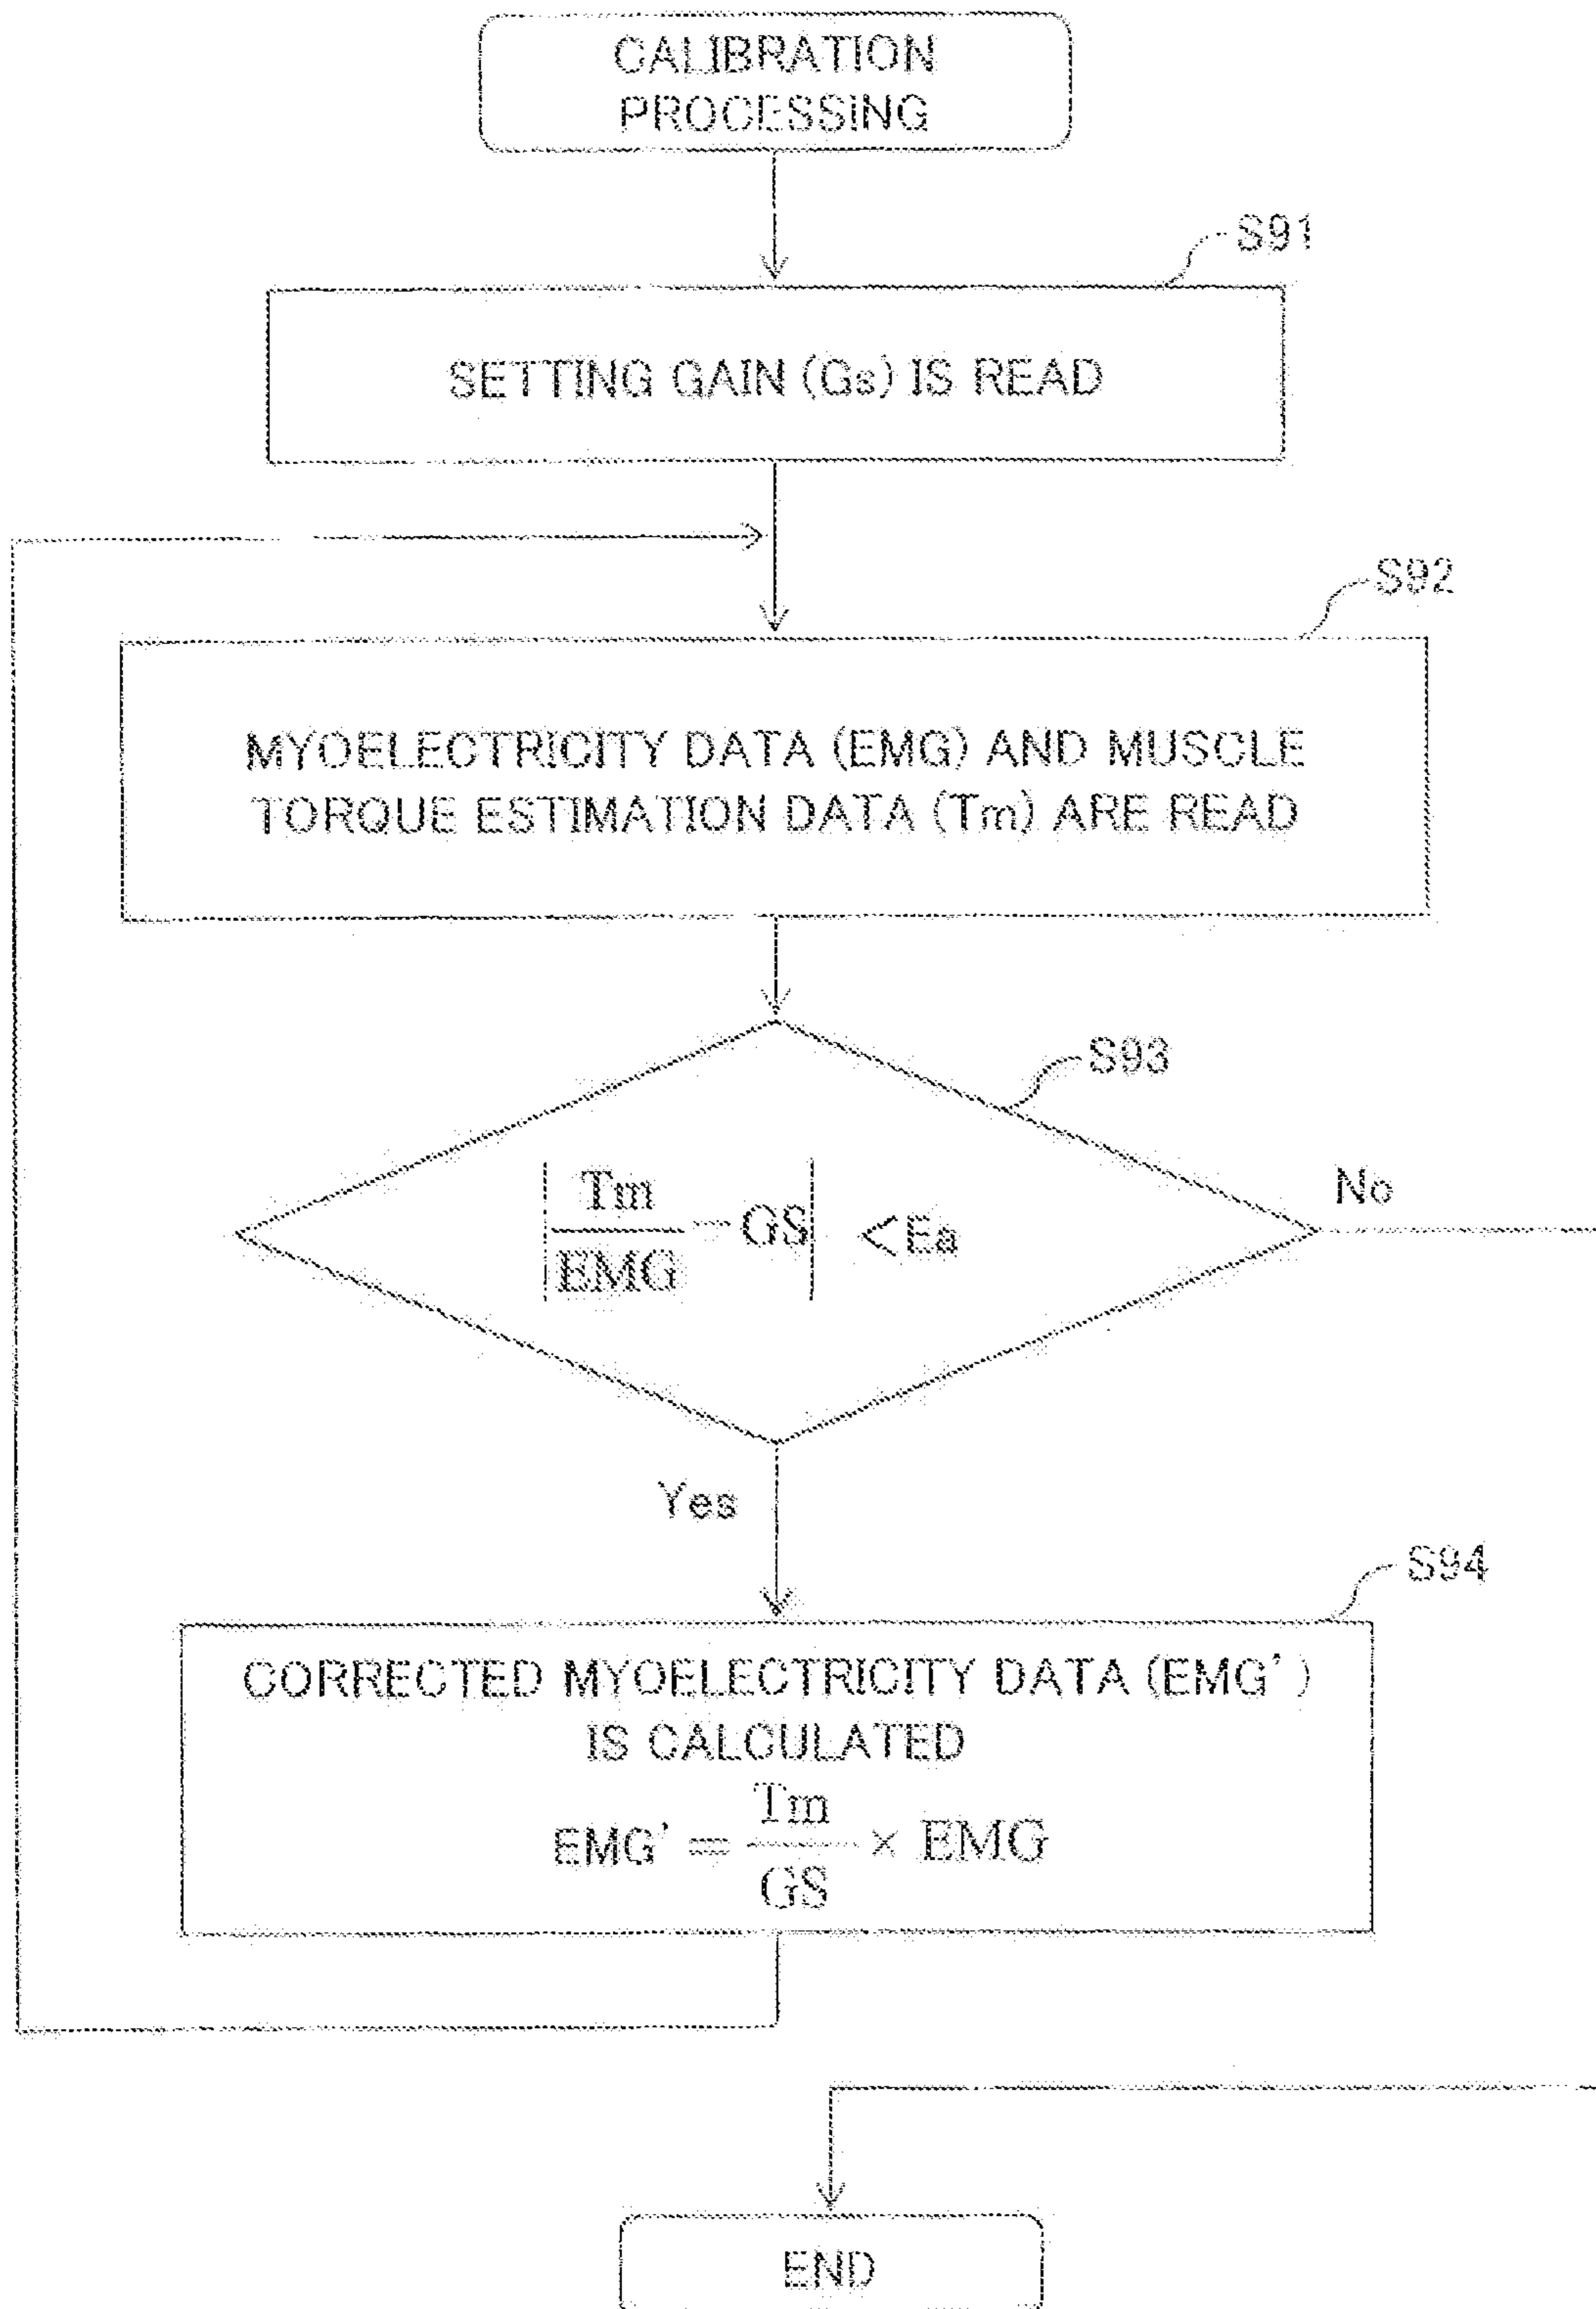 CALIBRATION
PROCESSING
S91
SETTING GAIN (Gs) IS READ
S92
MYOELECTRICITY DATA (EMG) AND MUSCLE
TORQUE ESTIMATION DATA (Tm) ARE READ
S93
| Tm / EMG - GS | < Ea
No
Yes
S94
CORRECTED MYOELECTRICITY DATA (EMG')
IS CALCULATED
EMG' = Tm / GS × EMG
END